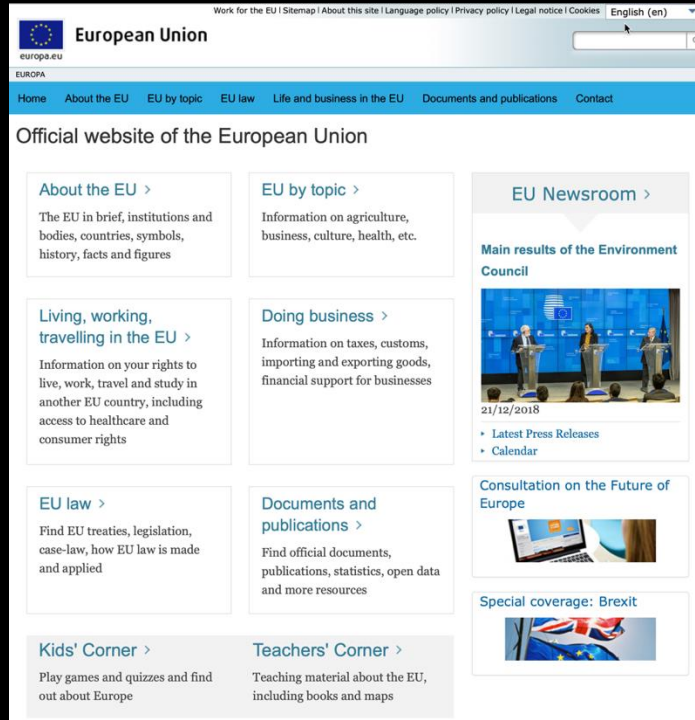 Work for the EU | Sitemap | About this site | Language policy | Privacy policy | Legal notice | Cookies
English (en)
European Union
europa.eu
EUROPA
Home About the EU EU by topic EU law Life and business in the EU Documents and publications Contact
Official website of the European Union
About the EU >
The EU in brief, institutions and
bodies, countries, symbols,
history, facts and figures
EU by topic >
Information on agriculture,
business, culture, health, etc.
Living, working,
travelling in the EU >
Information on your rights to
live, work, travel and study in
another EU country, including
access to healthcare and
consumer rights
Doing business >
Information on taxes, customs,
importing and exporting goods,
financial support for businesses
EU law >
Find EU treaties, legislation,
case-law, how EU law is made
and applied
Documents and
publications >
Find official documents,
publications, statistics, open data
and more resources
Kids' Corner >
Play games and quizzes and find
out about Europe
Teachers' Corner >
Teaching material about the EU,
including books and maps
EU Newsroom >
Main results of the Environment
Council
21/12/2018
Latest Press Releases
Calendar
Consultation on the Future of
Europe
Special coverage: Brexit